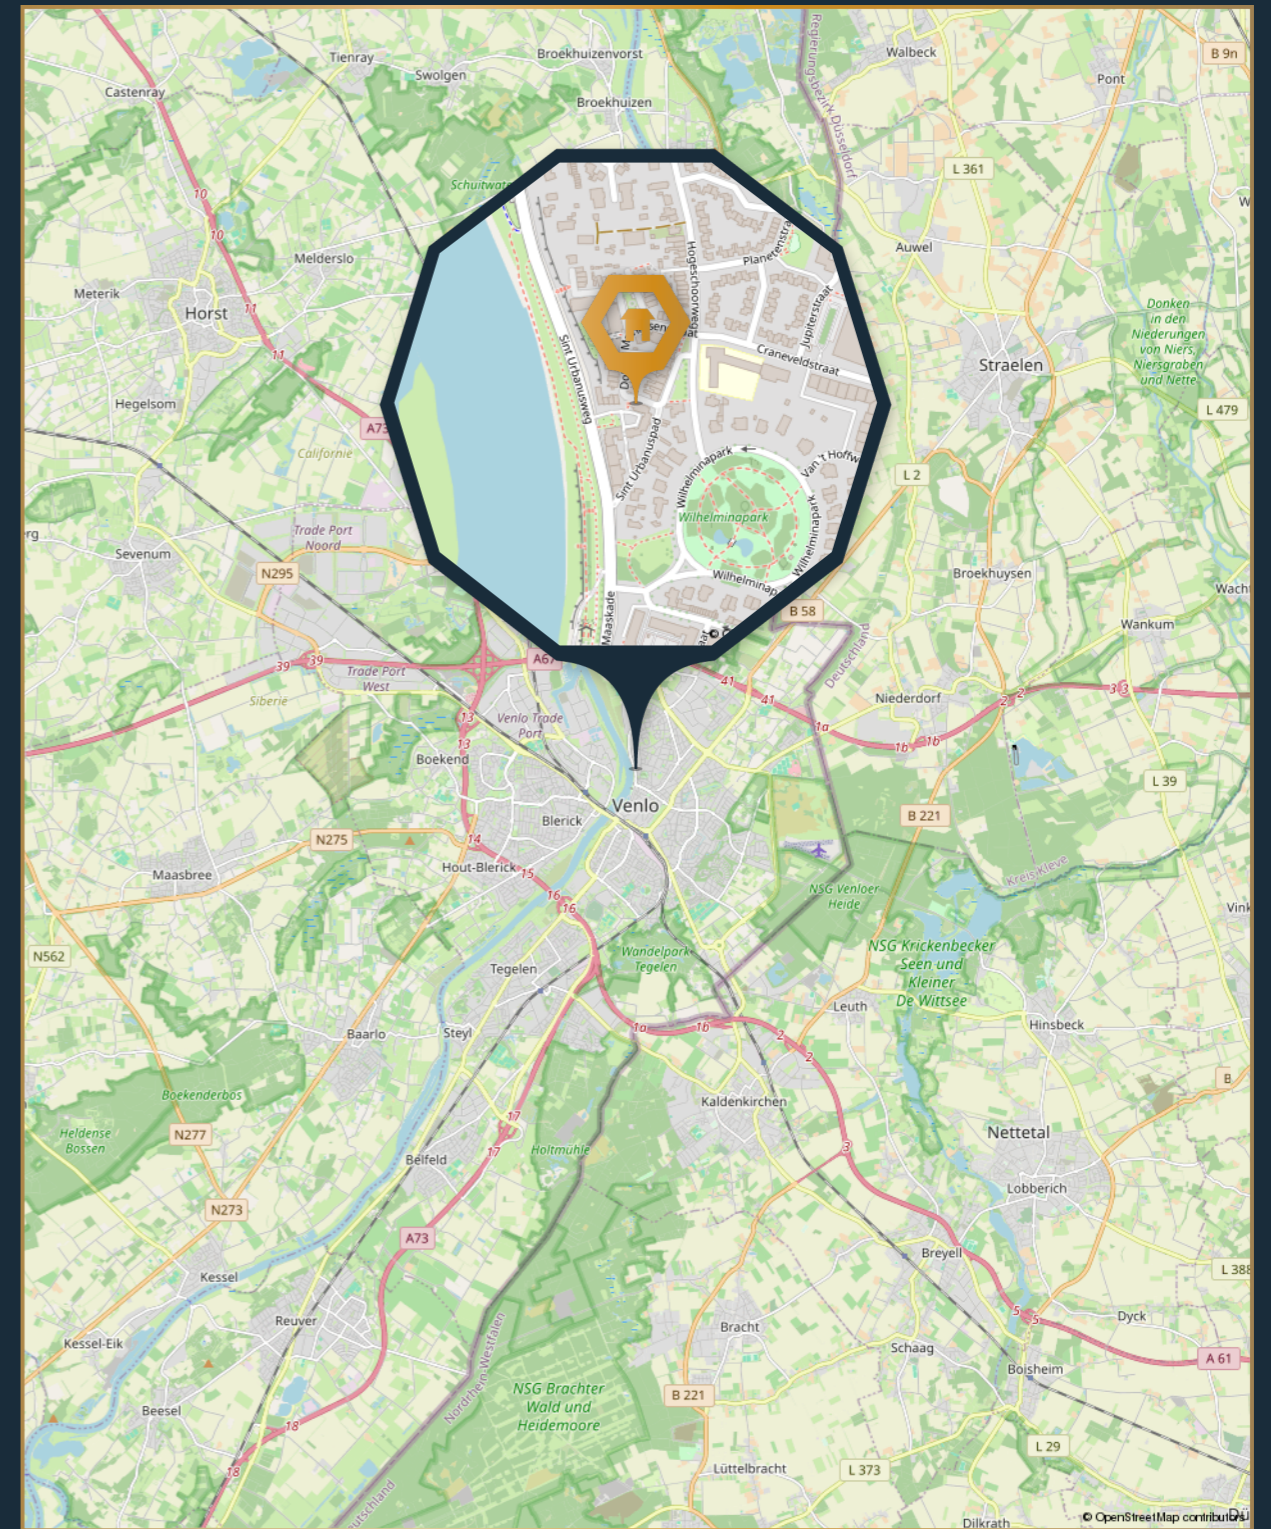 Broekhuizenvorst
Walbeck
B 9n
Tienray
Swolgen
Pont
Castenray
Broekhuizen
Regierungsbezirk Düsseldorf
L 361
10
10
Auwel
Melderslo
Meterik
11
Horst
Donken
in den
Niederungen
von Niers,
Niersgraben
und Nette
11
Straelen
Hegelsom
L 479
A73
Californie
L 2
Trade Port
Noord
Sevenum
N295
Broekhuysen
B 58
Wankum
Deutschland
39
39
A67
Trade Port
West
Siberie
41
41
Niederdorf
2
2
3
3
13
Venlo Trade
Port
1a
1b
1b
13
Boekend
L 39
Venlo
Blerick
B 221
N275
14
Hout-Blerick
15
Maasbree
Kreis Kleve
16
16
NSG Venloer
Heide
NSG Krickenbecker
Seen und
Kleiner
De Wittsee
N562
Wandelpark
Tegelen
Tegelen
Leuth
Hinsbeck
Baarlo
Steyl
1a
1b
2
2
B
Boekenderbos
Kaldenkirchen
17
Heldense
Bossen
N277
Nettetal
Holtmühle
17
3
Belfeld
Lobberich
N273
A73
Breyell
Kessel
L 388
5
5
Reuver
Dyck
Bracht
Kessel-Eik
Schaag
A 61
Boisheim
Nordrhein-Westfalen
NSG Brachter
Wald und
Heidemoore
B 221
Beesel
18
L 29
18
Lüttelbracht
L 373
Dilkrath
© OpenStreetMap contributors
Hogeschoorweg
Jupiterstraat
Craneveldstraat
Sint Urbanusweg
Sint Urbanuspad
Wilhelminapark
Wilhelminapark
Wilhelminapark
Maaskade